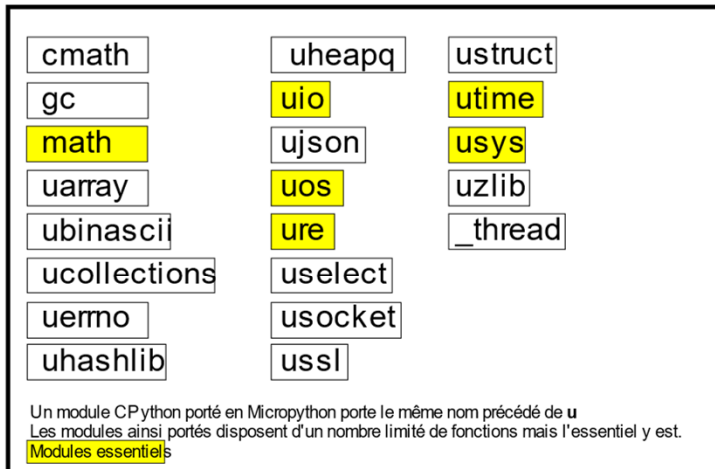 cmath
gc
math
uarray
ubinascii
ucollections
uerrno
uhashlib
uheapq
uio
ujson
uos
ure
uselect
usocket
ussl
ustruct
utime
usys
uzlib
_thread
Un module CPython porté en Micropython porte le même nom précédé de u
Les modules ainsi portés disposent d'un nombre limité de fonctions mais l'essentiel y est.
Modules essentiels